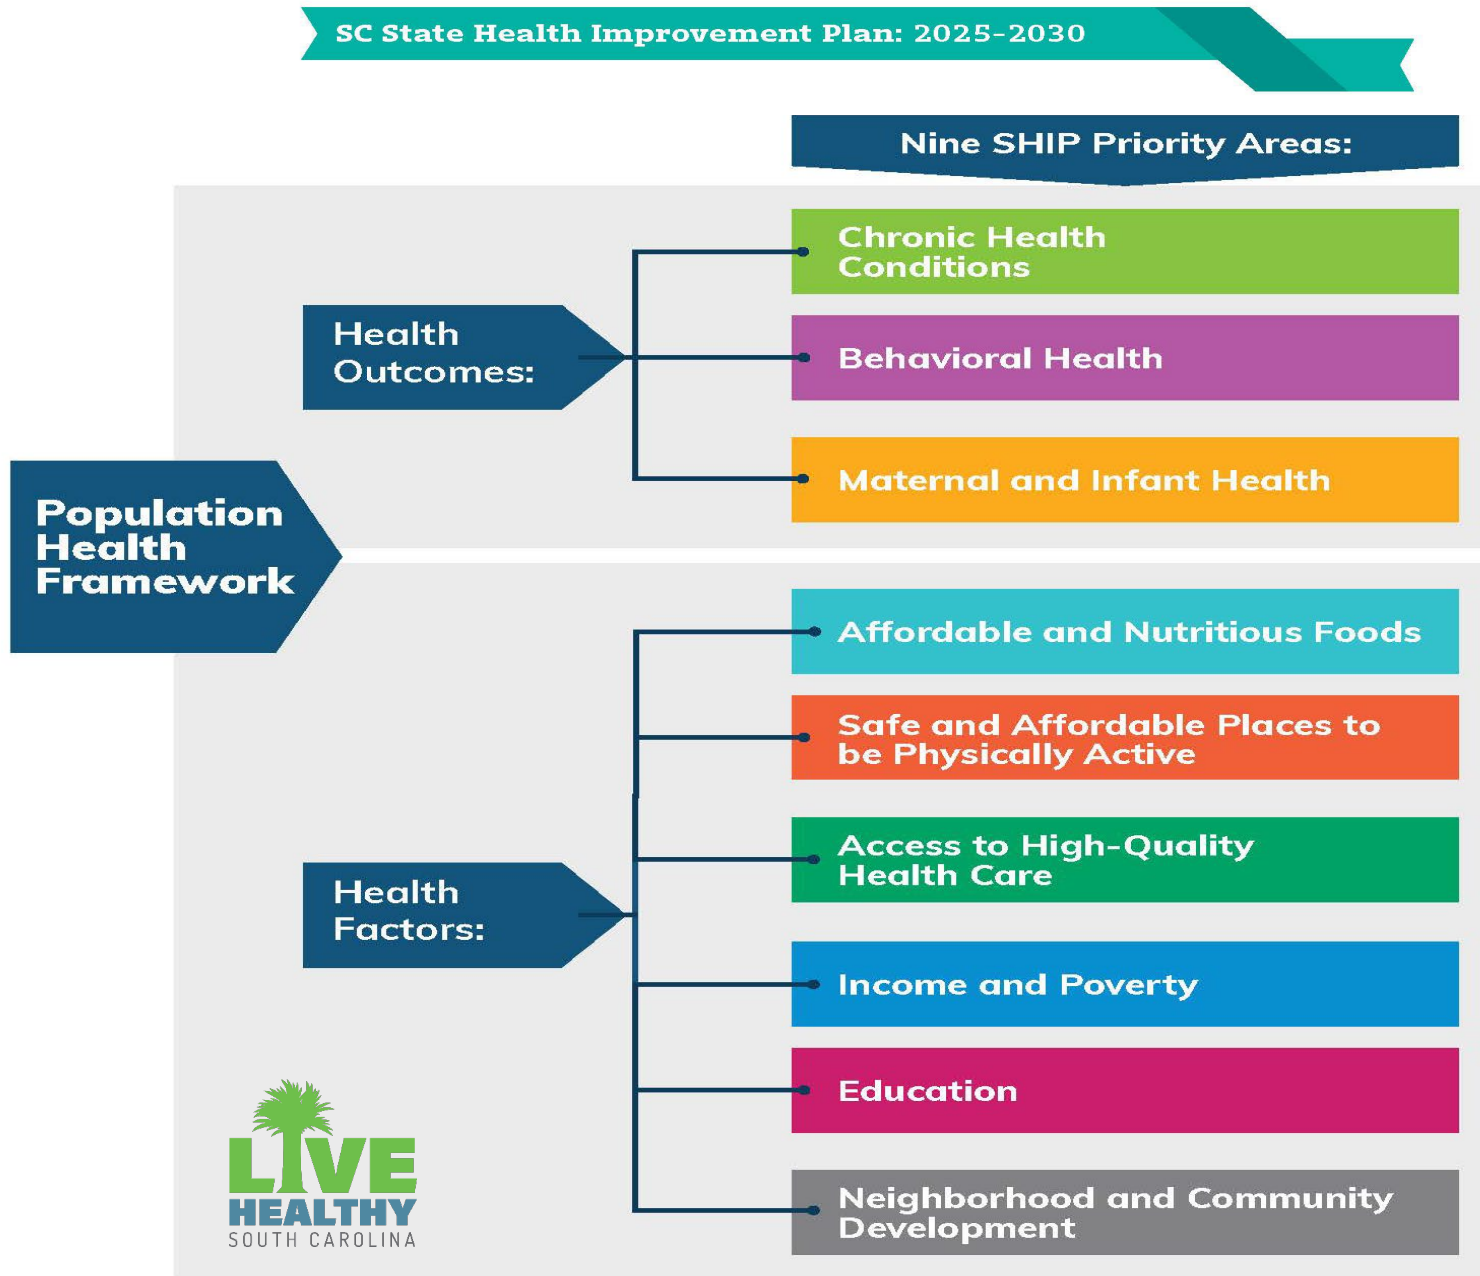 SC State Health Improvement Plan: 2025-2030
Nine SHIP Priority Areas:
Population
Health
Framework
Health
Outcomes:
Chronic Health
Conditions
Behavioral Health
Maternal and Infant Health
Health
Factors:
Affordable and Nutritious Foods
Safe and Affordable Places to
be Physically Active
Access to High-Quality
Health Care
Income and Poverty
Education
Neighborhood and Community
Development
LIVE
HEALTHY
SOUTH CAROLINA